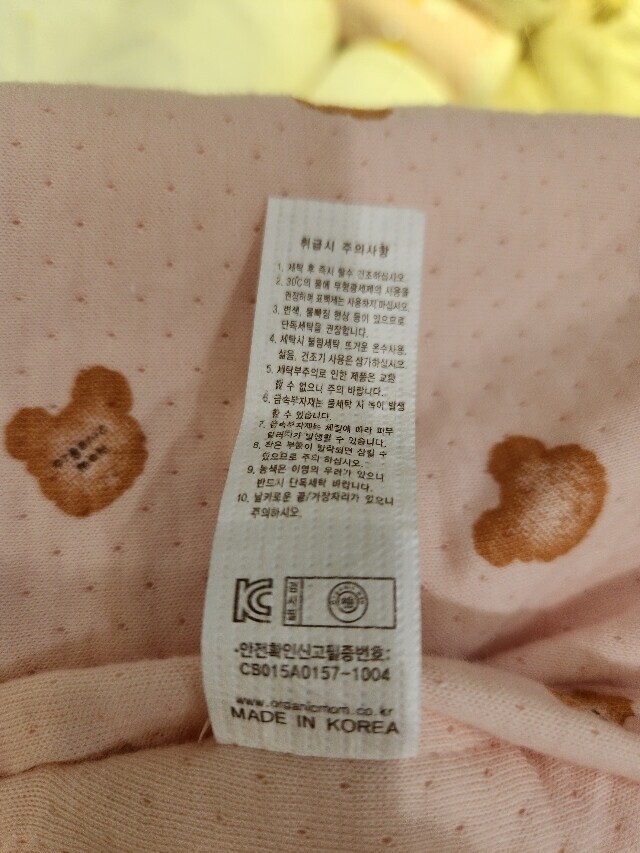 취급시 주의사항
1. 세탁 후 즉시 탈수 건조하십시오.
2. 30℃의 물에 무형광세제의 사용을
권장하며 표백제는 사용하지 마십시오.
3. 변색, 물빠짐 현상 등이 있으므로
단독세탁을 권장합니다.
4. 세탁시 불림세탁 뜨거운 온수사용,
삶음, 건조기 사용은 삼가하십시오.
5. 세탁부주의로 인한 제품은 교환
할 수 없으니 주의 바랍니다.
6. 금속부자재는 물세탁 시 녹이 발생
할 수 있습니다.
7. 금속부자재는 체질에 따라 피부
알러지가 발생할 수 있습니다.
8. 작은 부품이 탈락되면 삼킬 수
있으므로 주의 하십시오.
9. 농색은 이염의 우려가 있으니
반드시 단독세탁 바랍니다.
10. 날카로운 끝/가장자리가 있으니
주의하시오.
KC 검사필
•안전확인신고필증번호:
CB015A0157-1004
www.organicmom.co.kr
MADE IN KOREA